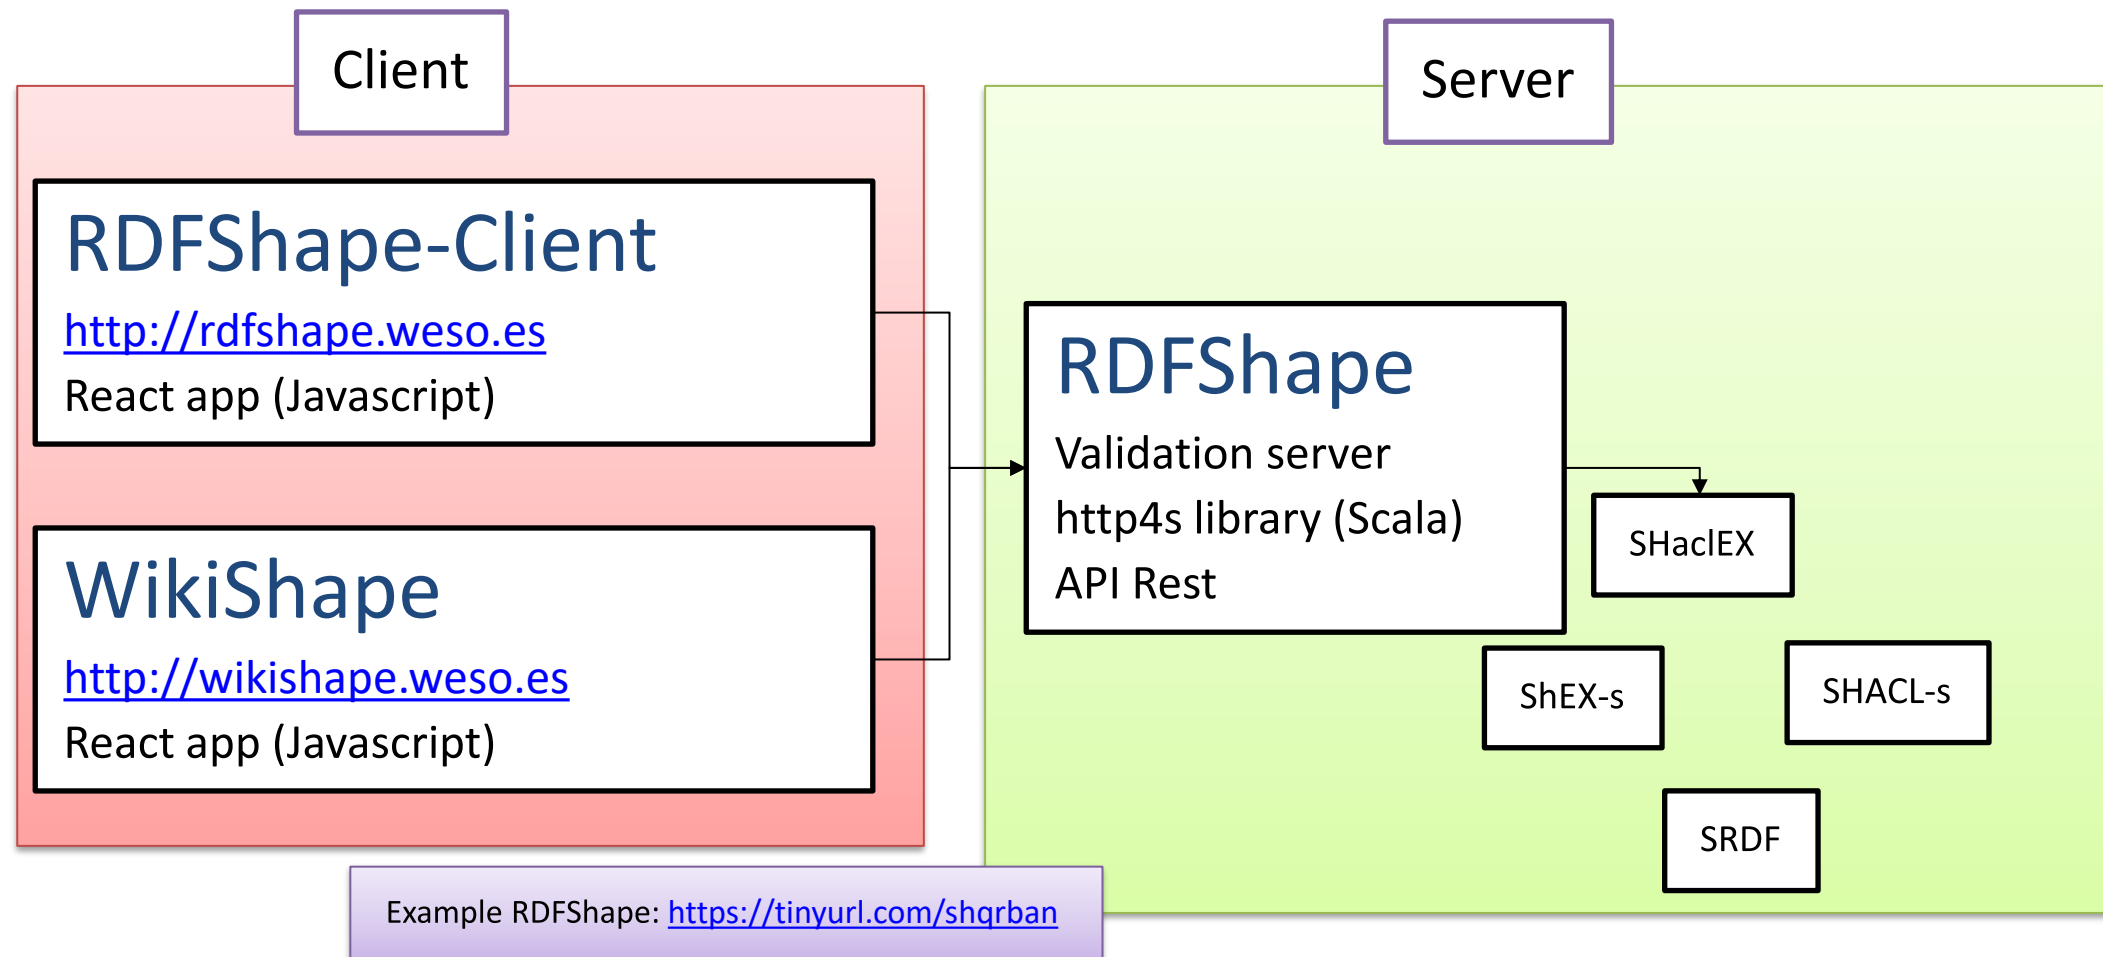 Client
Server
RDFShape-Client
http://rdfshape.weso.es
React app (Javascript)
WikiShape
http://wikishape.weso.es
React app (Javascript)
RDFShape
Validation server
http4s library (Scala)
API Rest
SHaclEX
ShEX-s
SHACL-s
SRDF
Example RDFShape: https://tinyurl.com/shqrban